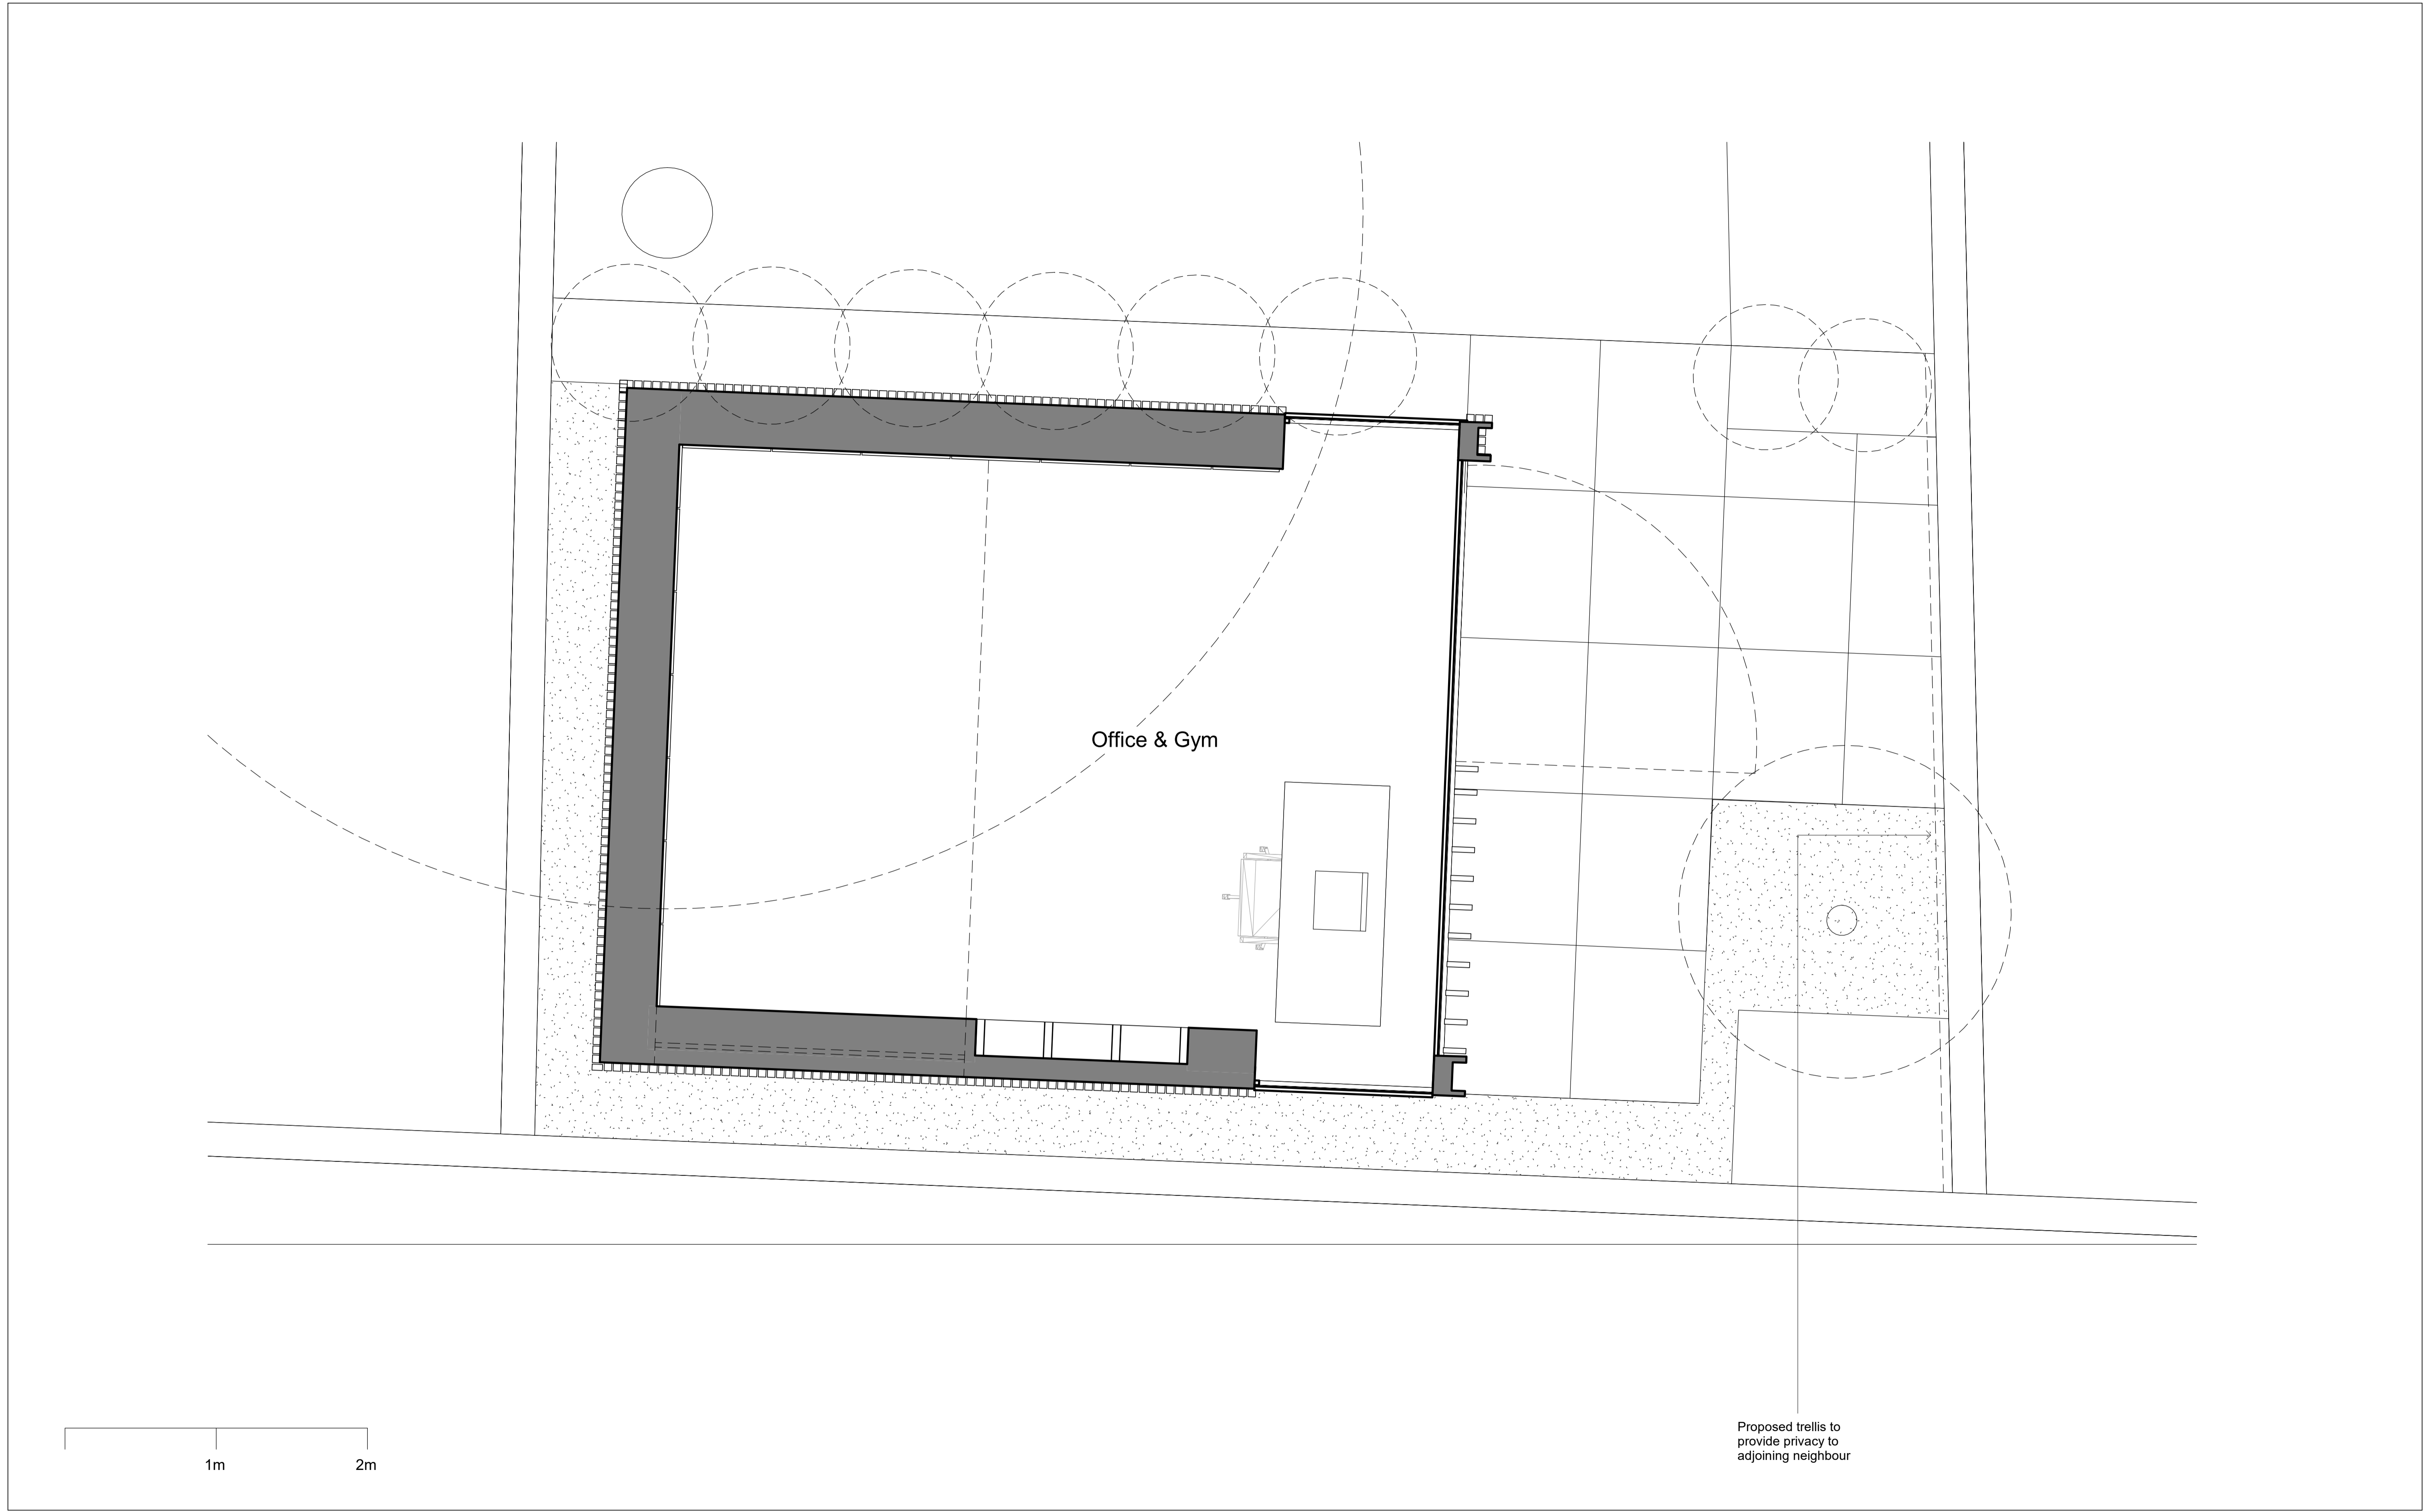 Office & Gym
1m 2m
Proposed trellis to
provide privacy to
adjoining neighbour